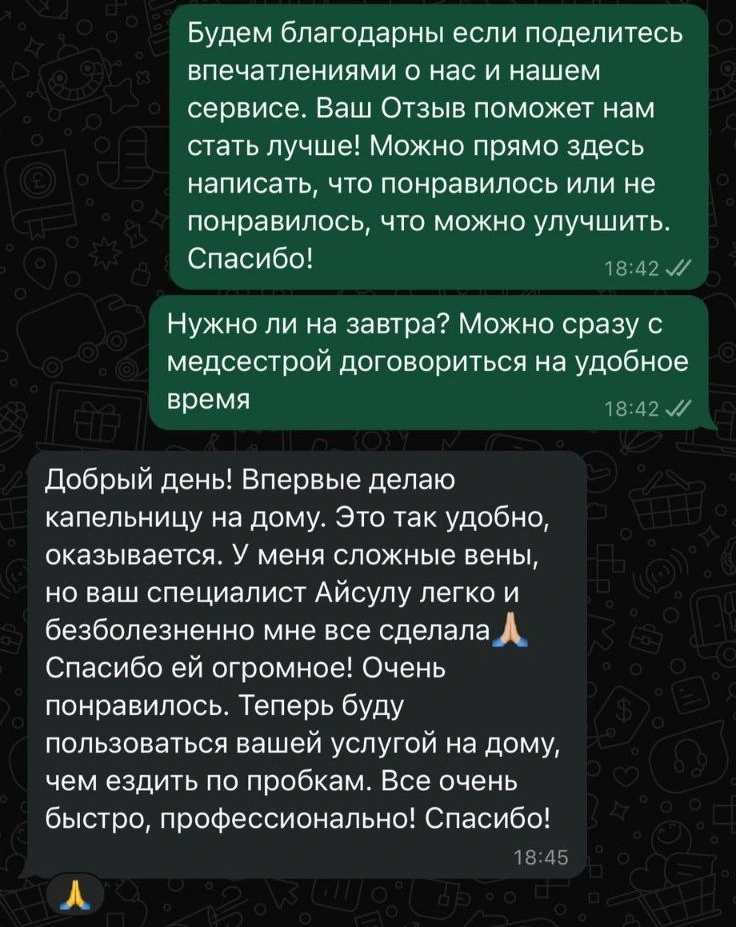 Будем благодарны если поделитесь
впечатлениями о нас и нашем
сервисе. Ваш Отзыв поможет нам
стать лучше! Можно прямо здесь
написать, что понравилось или не
понравилось, что можно улучшить.
Спасибо!
18:42
Нужно ли на завтра? Можно сразу с
медсестрой договориться на удобное
время
18:42
Добрый день! Впервые делаю
капельницу на дому. Это так удобно,
оказывается. У меня сложные вены,
но ваш специалист Айсулу легко и
безболезненно мне все сделала🙏🏼
Спасибо ей огромное! Очень
понравилось. Теперь буду
пользоваться вашей услугой на дому,
чем ездить по пробкам. Все очень
быстро, профессионально! Спасибо!
18:45
🙏